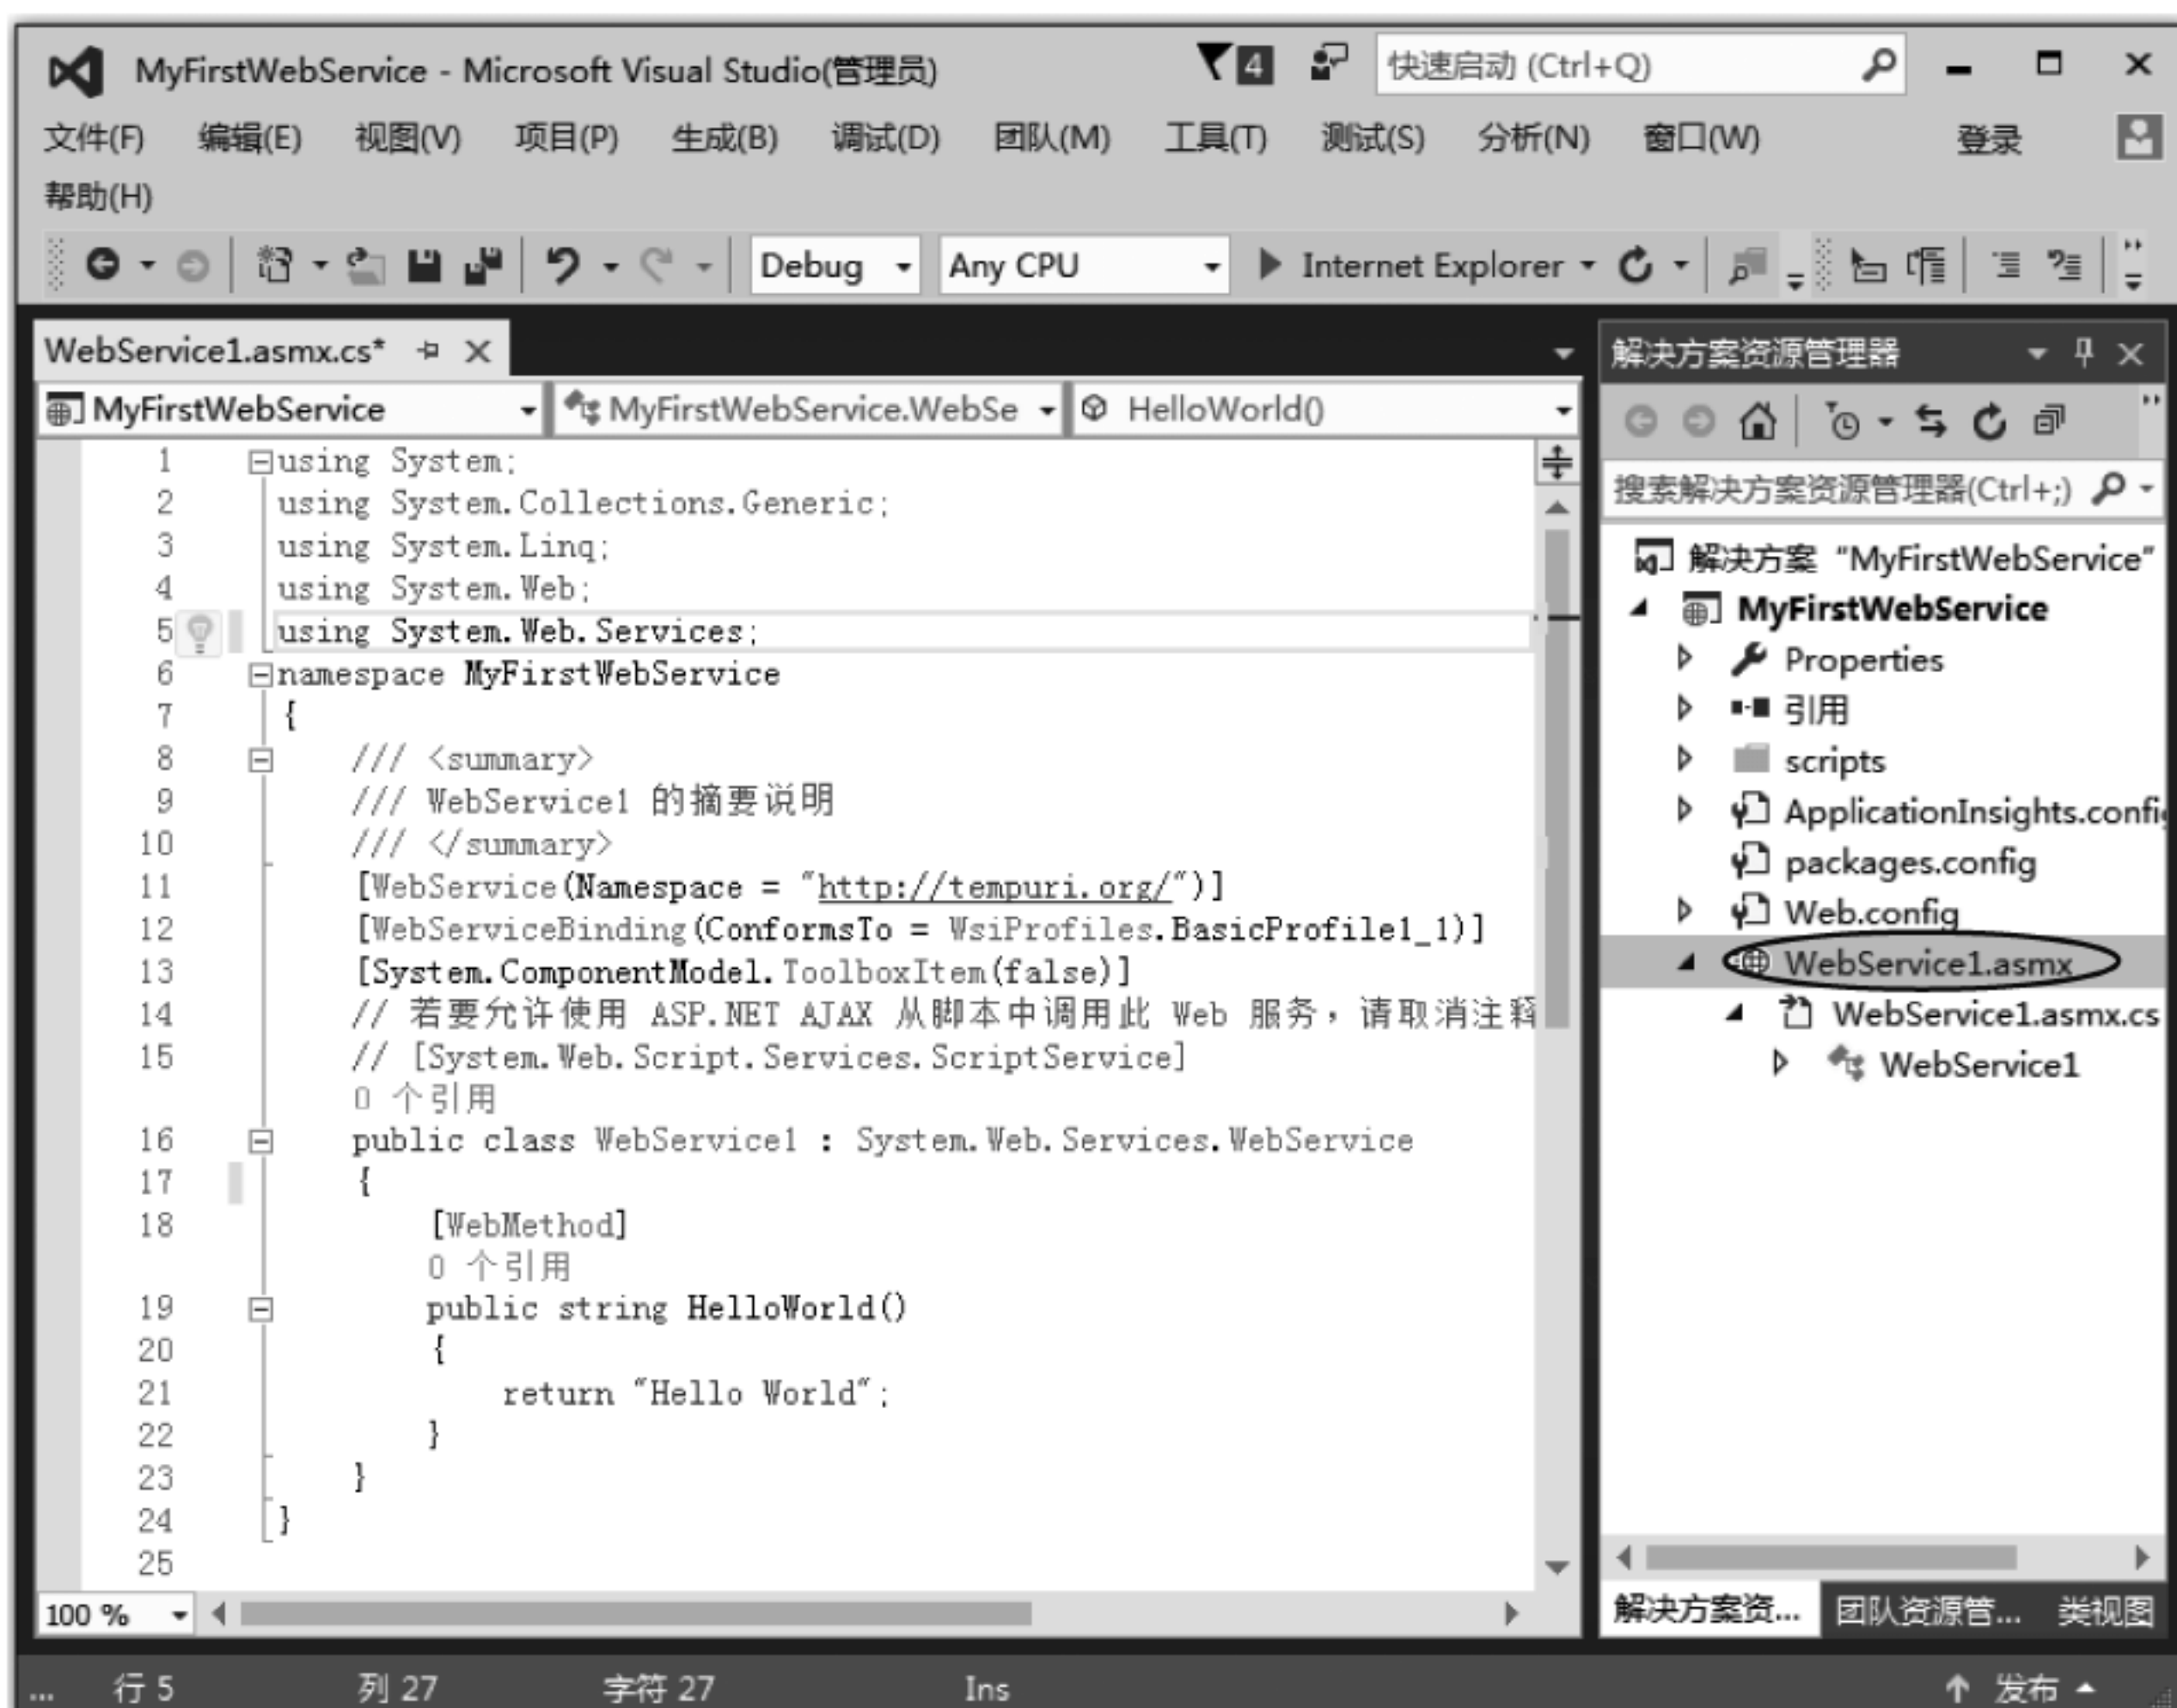 MyFirstWebService - Microsoft Visual Studio(管理员)
4
快速启动 (Ctrl+Q)
文件(F) 编辑(E) 视图(V) 项目(P) 生成(B) 调试(D) 团队(M) 工具(T) 测试(S) 分析(N) 窗口(W) 登录
帮助(H)
Debug Any CPU Internet Explorer
WebService1.asmx.cs*
MyFirstWebService MyFirstWebService.WebSe HelloWorld()
1 using System;
2 using System.Collections.Generic;
3 using System.Linq;
4 using System.Web;
5 using System.Web.Services;
6 namespace MyFirstWebService
7 {
8 /// <summary>
9 /// WebService1 的摘要说明
10 /// </summary>
11 [WebService(Namespace = "http://tempuri.org/")]
12 [WebServiceBinding(ConformsTo = WsiProfiles.BasicProfile1_1)]
13 [System.ComponentModel.ToolboxItem(false)]
14 // 若要允许使用 ASP.NET AJAX 从脚本中调用此 Web 服务，请取消注释
15 // [System.Web.Script.Services.ScriptService]
0 个引用
16 public class WebService1 : System.Web.Services.WebService
17 {
18 [WebMethod]
0 个引用
19 public string HelloWorld()
20 {
21 return "Hello World";
22 }
23 }
24 }
25
100 %
解决方案资源管理器
搜索解决方案资源管理器(Ctrl+;)
解决方案 "MyFirstWebService"
MyFirstWebService
Properties
引用
scripts
ApplicationInsights.confi
packages.config
Web.config
WebService1.asmx
WebService1.asmx.cs
WebService1
解决方案资... 团队资源管... 类视图
... 行 5 列 27 字符 27 Ins 发布